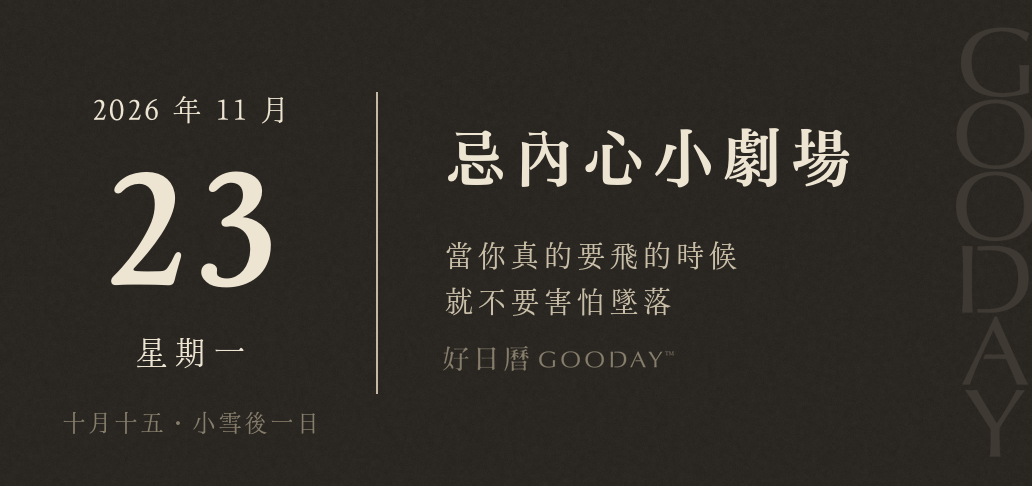 2026 年 11 月
23
星期一
十月十五・小雪後一日
忌內心小劇場
當你真的要飛的時候
就不要害怕墜落
好日曆 GOODAY™
GOODAY